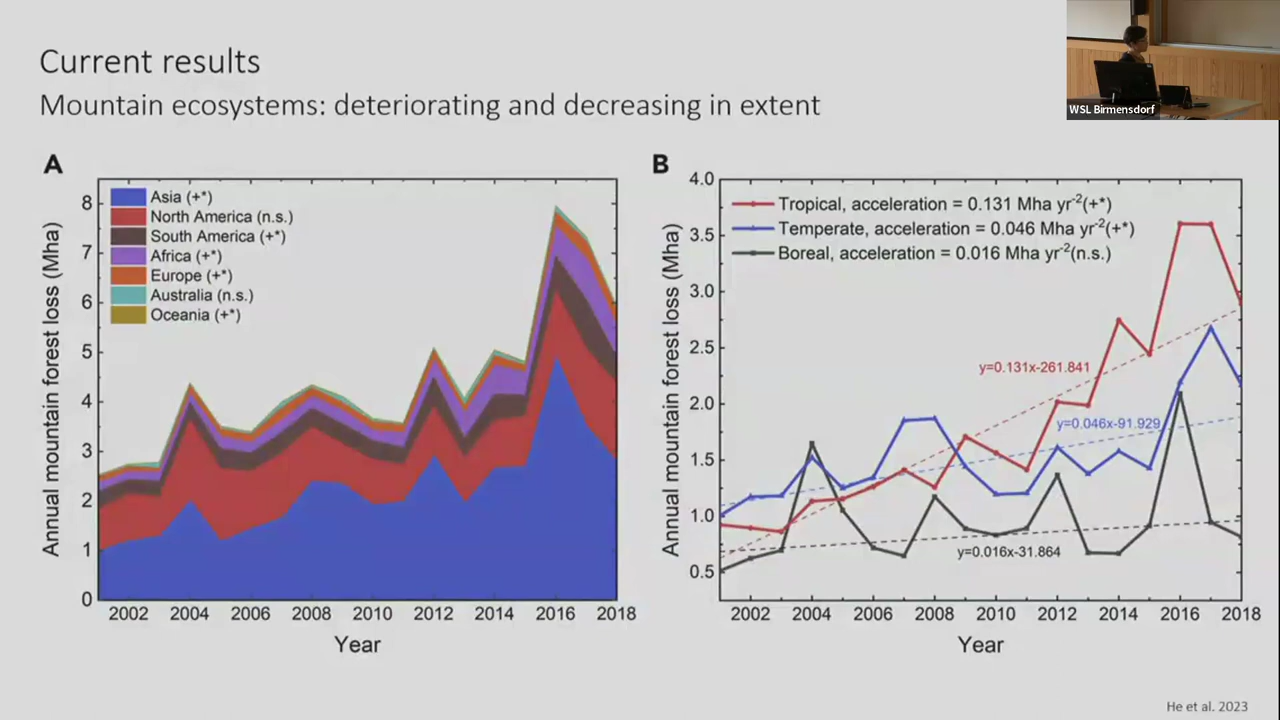 Current results
Mountain ecosystems: deteriorating and decreasing in extent
WSL Birmensdorf
A
Asia (+*)
North America (n.s.)
South America (+*)
Africa (+*)
Europe (+*)
Australia (n.s.)
Oceania (+*)
Annual mountain forest loss (Mha)
8
7
6
5
4
3
2
1
0
2002 2004 2006 2008 2010 2012 2014 2016 2018
Year
B
Tropical, acceleration = 0.131 Mha yr⁻²(+*)
Temperate, acceleration = 0.046 Mha yr⁻²(+*)
Boreal, acceleration = 0.016 Mha yr⁻²(n.s.)
Annual mountain forest loss (Mha)
4.0
3.5
3.0
2.5
2.0
1.5
1.0
0.5
y=0.131x-261.841
y=0.046x-91.929
y=0.016x-31.864
2002 2004 2006 2008 2010 2012 2014 2016 2018
Year
He et al. 2023